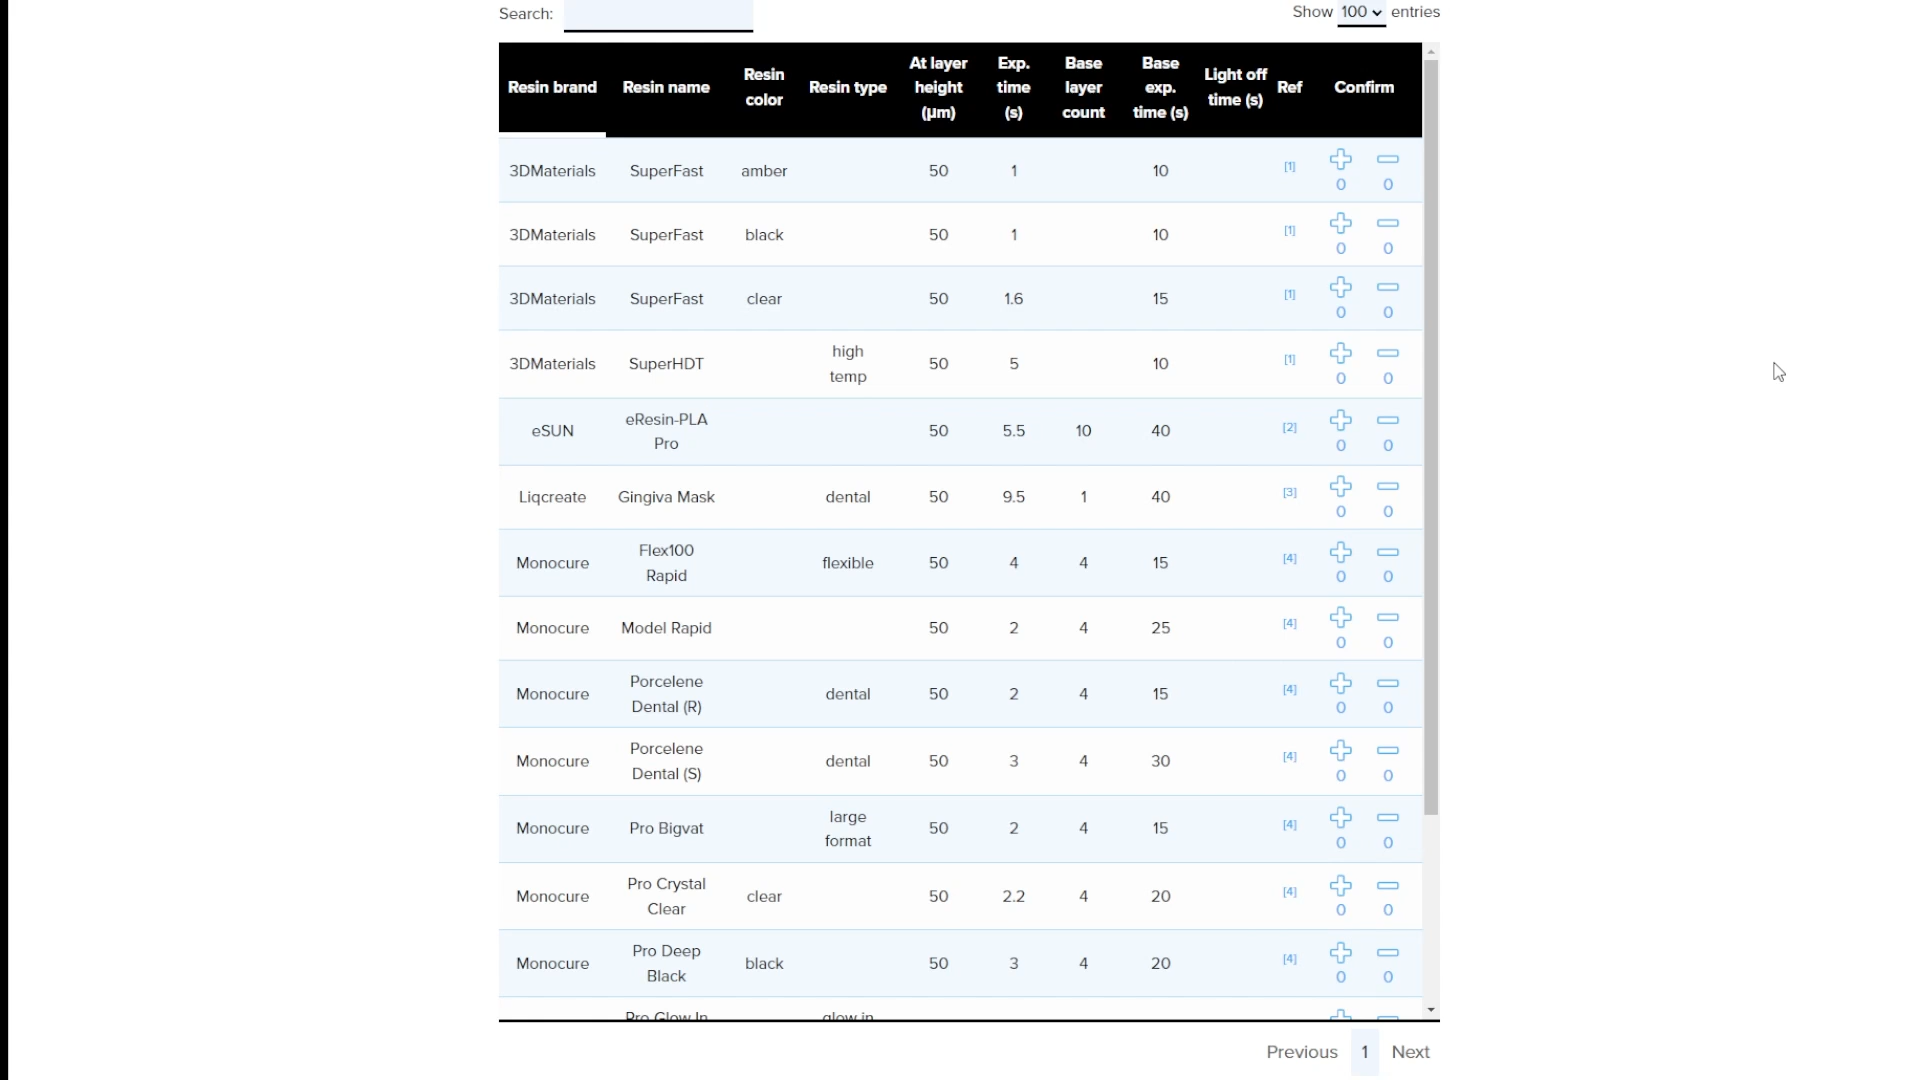 Search:
Show 100 entries
Resin brand Resin name Resin color Resin type At layer height (µm) Exp. time (s) Base layer count Base exp. time (s) Light off time (s) Ref Confirm
3DMaterials SuperFast amber 50 1 10 [1] 0 0
3DMaterials SuperFast black 50 1 10 [1] 0 0
3DMaterials SuperFast clear 50 1.6 15 [1] 0 0
3DMaterials SuperHDT high temp 50 5 10 [1] 0 0
eSUN eResin-PLA Pro 50 5.5 10 40 [2] 0 0
Liqcreate Gingiva Mask dental 50 9.5 1 40 [3] 0 0
Monocure Flex100 Rapid flexible 50 4 4 15 [4] 0 0
Monocure Model Rapid 50 2 4 25 [4] 0 0
Monocure Porcelene Dental (R) dental 50 2 4 15 [4] 0 0
Monocure Porcelene Dental (S) dental 50 3 4 30 [4] 0 0
Monocure Pro Bigvat large format 50 2 4 15 [4] 0 0
Monocure Pro Crystal Clear clear 50 2.2 4 20 [4] 0 0
Monocure Pro Deep Black black 50 3 4 20 [4] 0 0
Pro Glow In glow in
Previous 1 Next